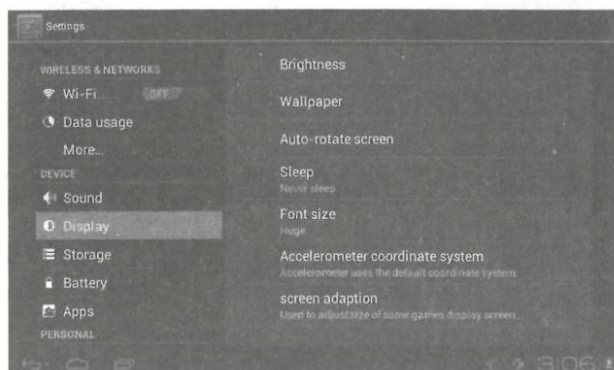 Settings
WIRELESS & NETWORKS
Wi-Fi OFF
Data usage
More...
DEVICE
Sound
Display
Storage
Battery
Apps
PERSONAL
Brightness
Wallpaper
Auto-rotate screen
Sleep
Never sleep
Font size
Huge
Accelerometer coordinate system
Accelerometer uses the default coordinate system
screen adaption
Used to adjust size of some games display screen
3:06